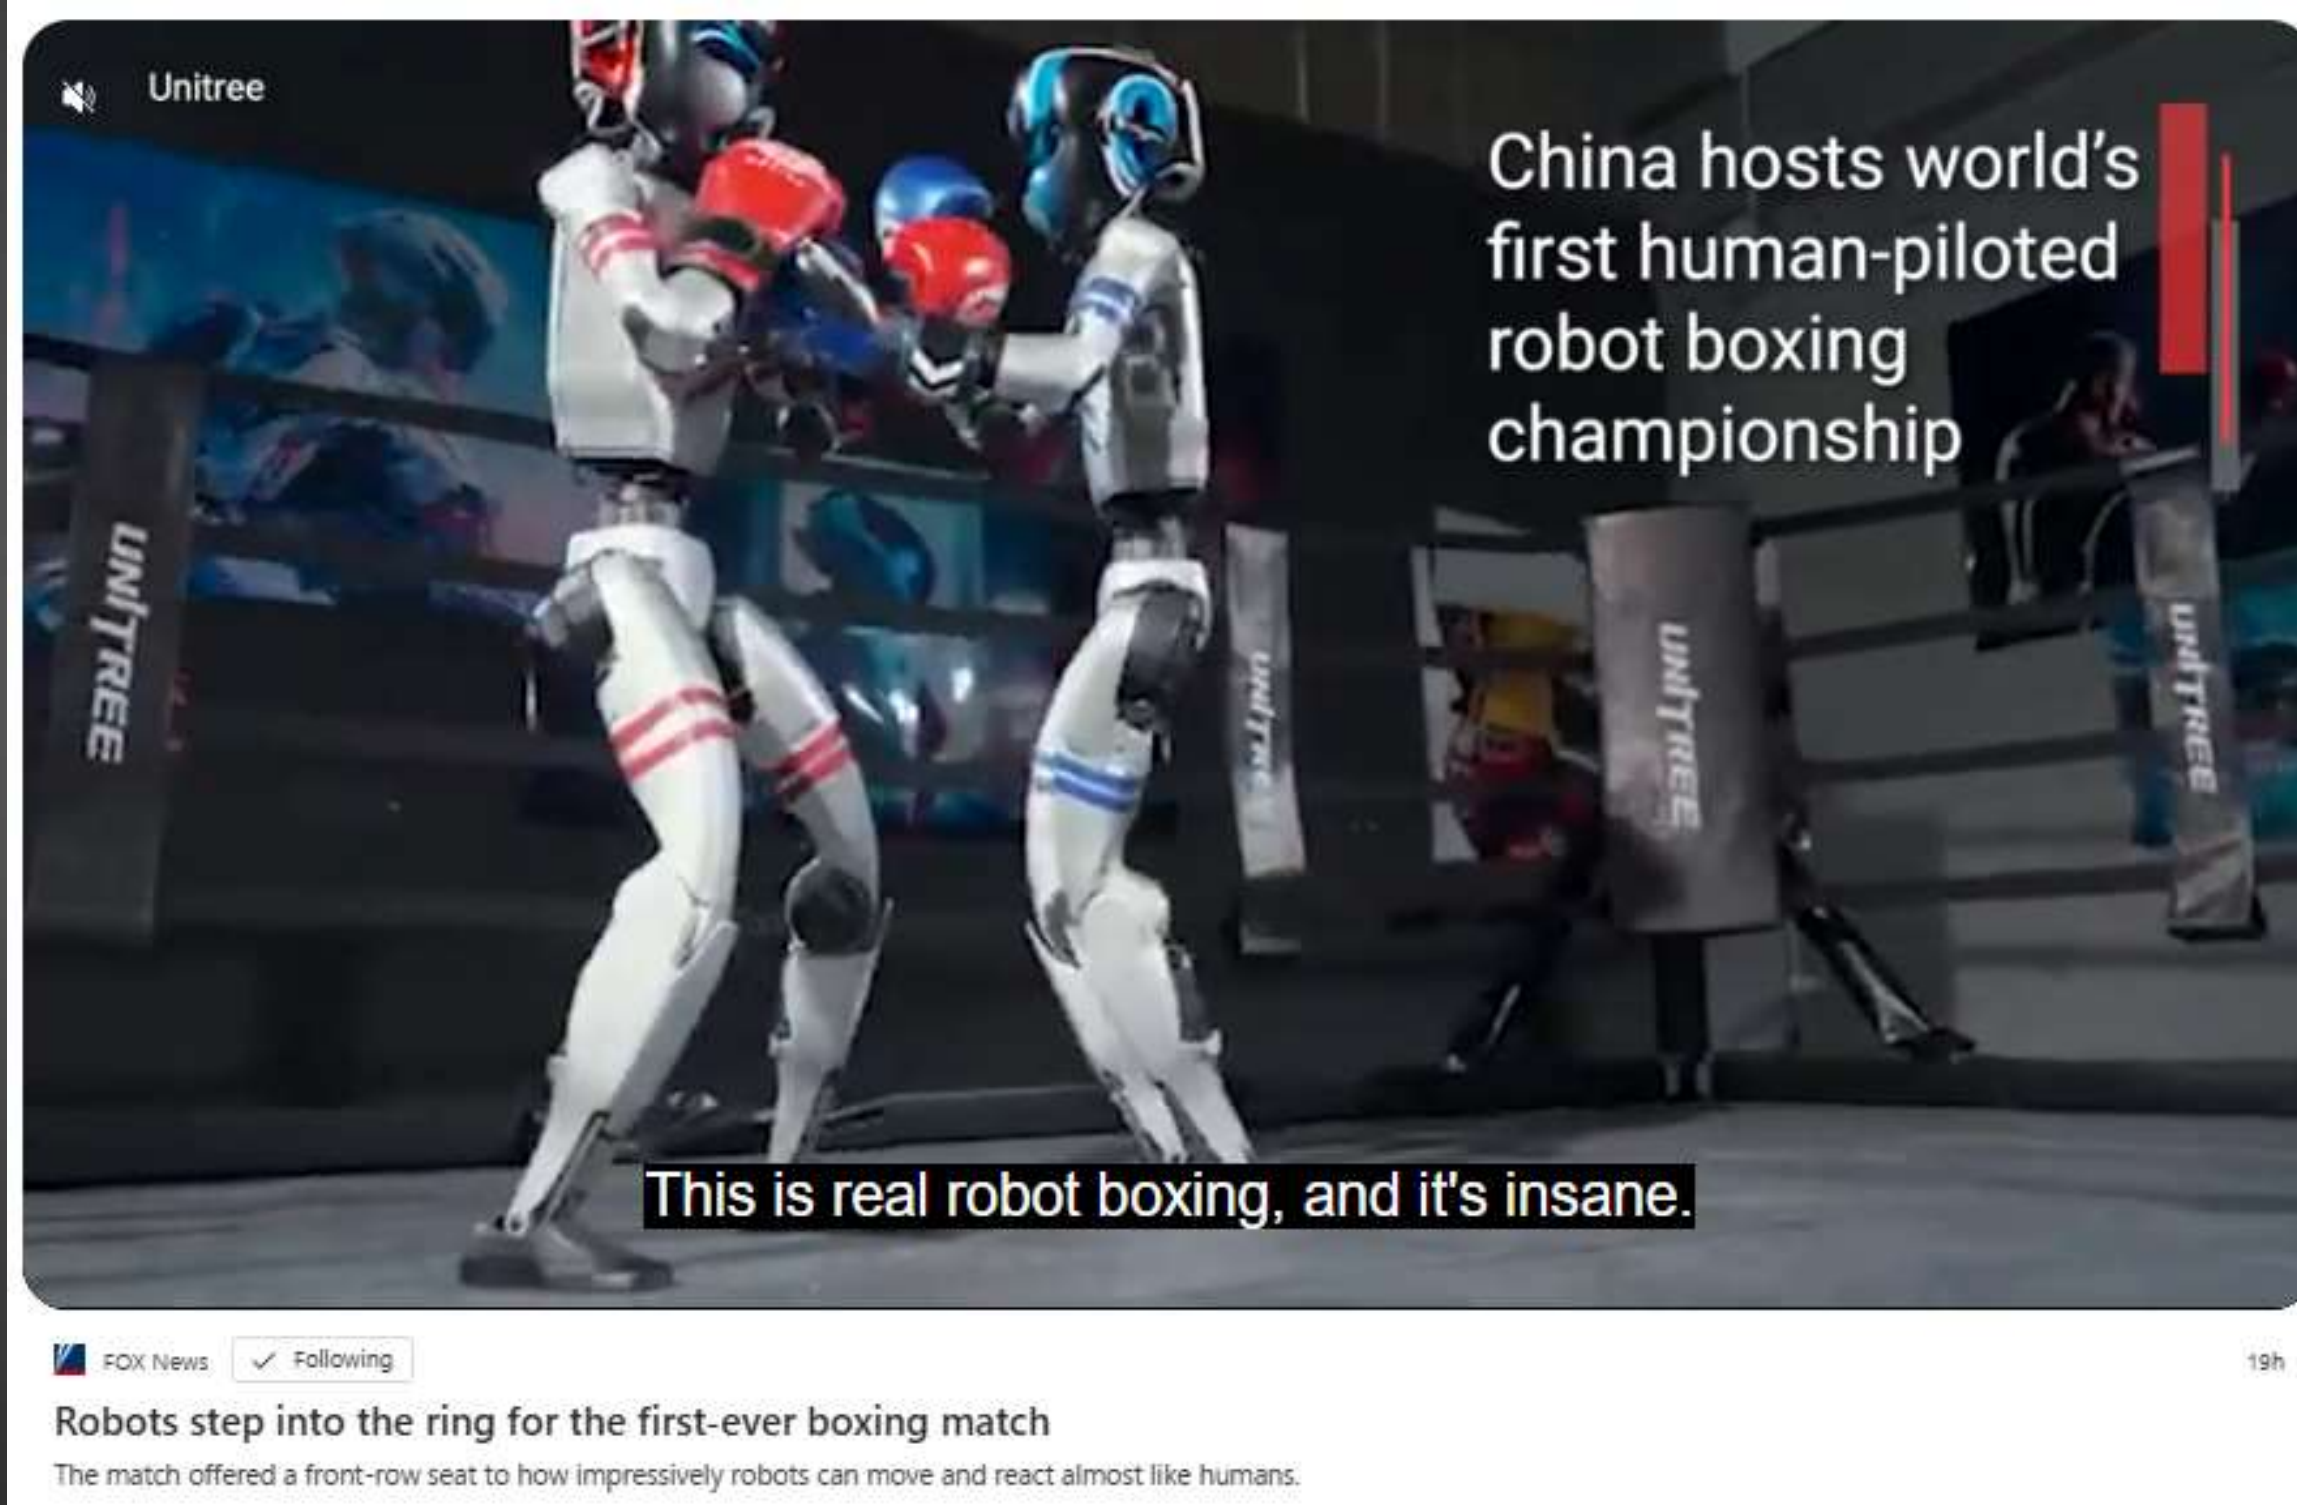 Unitree
China hosts world's
first human-piloted
robot boxing
championship
UNITREE
UNITREE
UNITREE
UNITREE
This is real robot boxing, and it's insane.
FOX News
Following
19h
Robots step into the ring for the first-ever boxing match
The match offered a front-row seat to how impressively robots can move and react almost like humans.